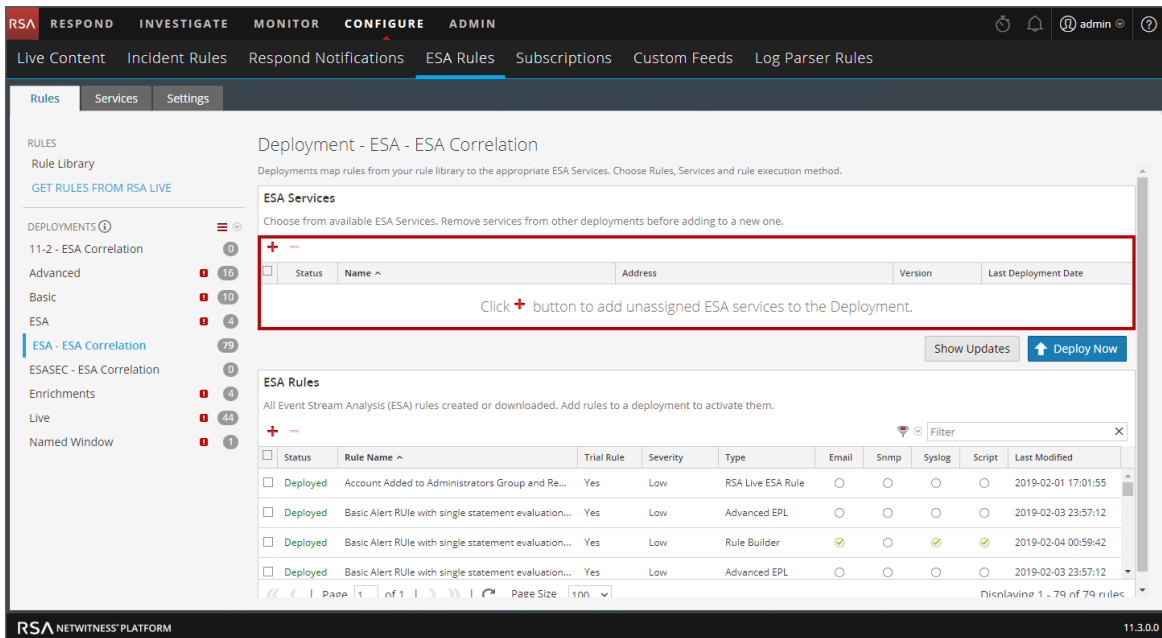 RSA RESPOND INVESTIGATE MONITOR CONFIGURE ADMIN admin
Live Content Incident Rules Respond Notifications ESA Rules Subscriptions Custom Feeds Log Parser Rules
Rules Services Settings
RULES
Rule Library
GET RULES FROM RSA LIVE
DEPLOYMENTS
11-2 - ESA Correlation 0
Advanced 16
Basic 10
ESA 4
ESA - ESA Correlation 79
ESASEC - ESA Correlation 0
Enrichments 4
Live 44
Named Window 1
Deployment - ESA - ESA Correlation
Deployments map rules from your rule library to the appropriate ESA Services. Choose Rules, Services and rule execution method.
ESA Services
Choose from available ESA Services. Remove services from other deployments before adding to a new one.
Status Name Address Version Last Deployment Date
Click + button to add unassigned ESA services to the Deployment.
Show Updates Deploy Now
ESA Rules
All Event Stream Analysis (ESA) rules created or downloaded. Add rules to a deployment to activate them.
Filter
Status Rule Name Trial Rule Severity Type Email Snmp Syslog Script Last Modified
Deployed Account Added to Administrators Group and Re... Yes Low RSA Live ESA Rule 2019-02-01 17:01:55
Deployed Basic Alert RUle with single statement evaluation... Yes Low Advanced EPL 2019-02-03 23:57:12
Deployed Basic Alert RUle with single statement evaluation... Yes Low Rule Builder 2019-02-04 00:59:42
Deployed Basic Alert RUle with single statement evaluation... Yes Low Advanced EPL 2019-02-03 23:57:12
Page 1 of 1 Page Size 100 Displaying 1 - 79 of 79 rules
RSA NETWITNESS® PLATFORM 11.3.0.0